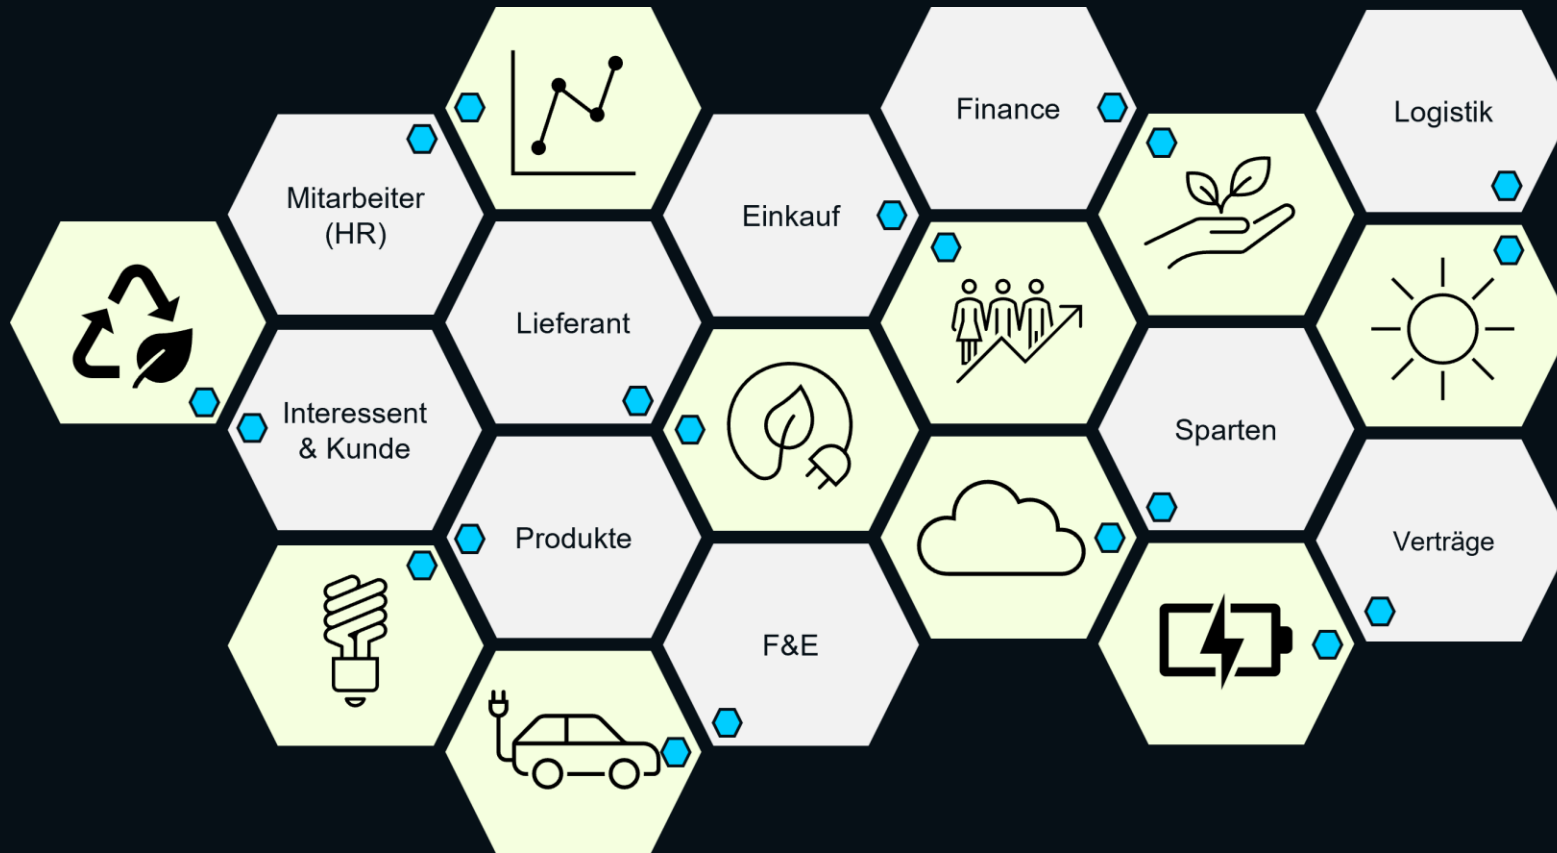 Finance
Logistik
Mitarbeiter
(HR)
Einkauf
Lieferant
Interessent
& Kunde
Sparten
Produkte
Verträge
F&E